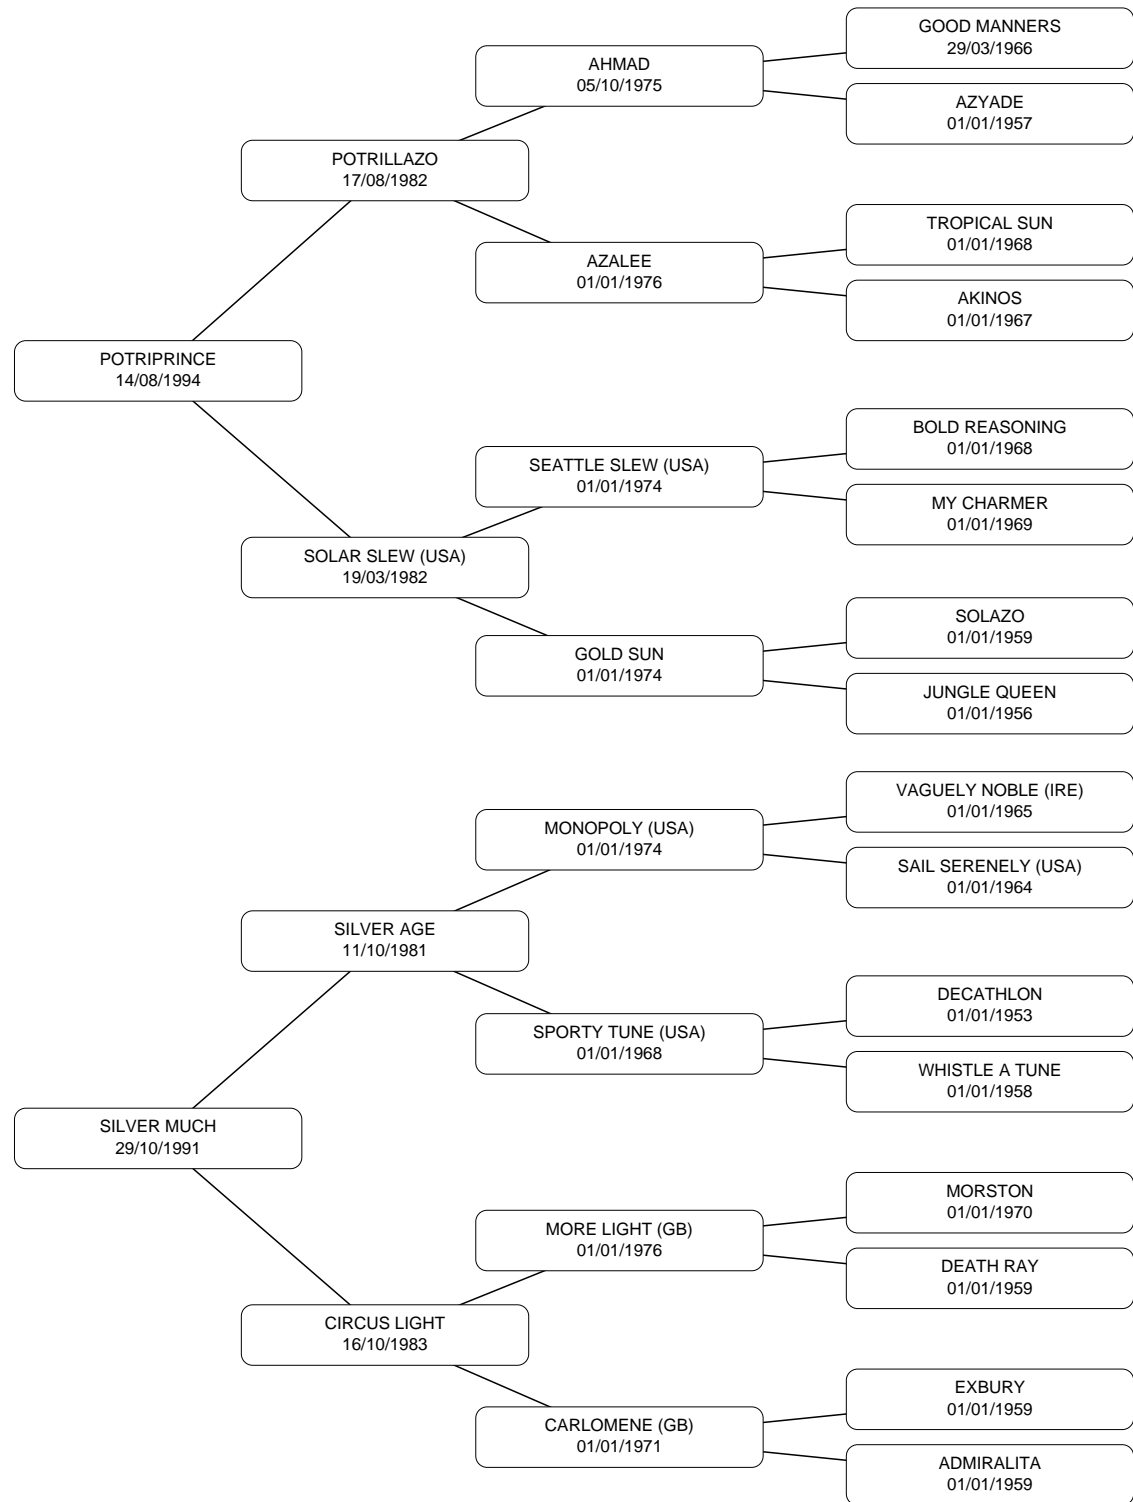 GOOD MANNERS
29/03/1966
AHMAD
05/10/1975
AZYADE
01/01/1957
POTRILLAZO
17/08/1982
TROPICAL SUN
01/01/1968
AZALEE
01/01/1976
AKINOS
01/01/1967
POTRIPRINCE
14/08/1994
BOLD REASONING
01/01/1968
SEATTLE SLEW (USA)
01/01/1974
MY CHARMER
01/01/1969
SOLAR SLEW (USA)
19/03/1982
SOLAZO
01/01/1959
GOLD SUN
01/01/1974
JUNGLE QUEEN
01/01/1956
VAGUELY NOBLE (IRE)
01/01/1965
MONOPOLY (USA)
01/01/1974
SAIL SERENELY (USA)
01/01/1964
SILVER AGE
11/10/1981
DECATHLON
01/01/1953
SPORTY TUNE (USA)
01/01/1968
WHISTLE A TUNE
01/01/1958
SILVER MUCH
29/10/1991
MORSTON
01/01/1970
MORE LIGHT (GB)
01/01/1976
DEATH RAY
01/01/1959
CIRCUS LIGHT
16/10/1983
EXBURY
01/01/1959
CARLOMENE (GB)
01/01/1971
ADMIRALITA
01/01/1959